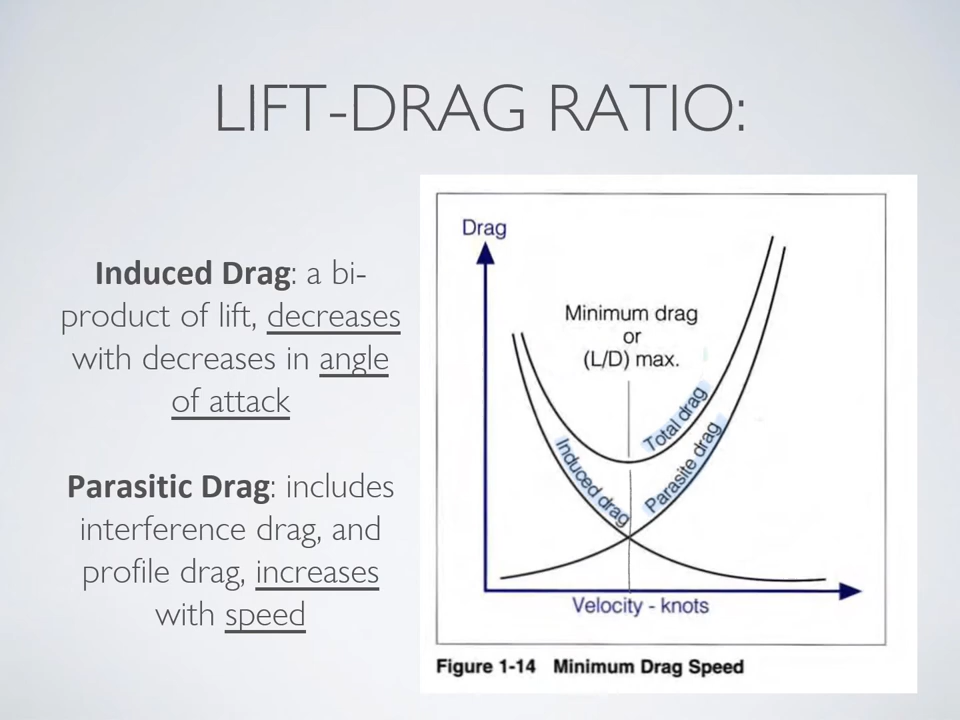 LIFT-DRAG RATIO:
Induced Drag: a bi-
product of lift, decreases
with decreases in angle
of attack
Parasitic Drag: includes
interference drag, and
profile drag, increases
with speed
Drag
Minimum drag
or
(L/D) max.
Total drag
Induced drag
Parasite drag
Velocity - knots
Figure 1-14 Minimum Drag Speed